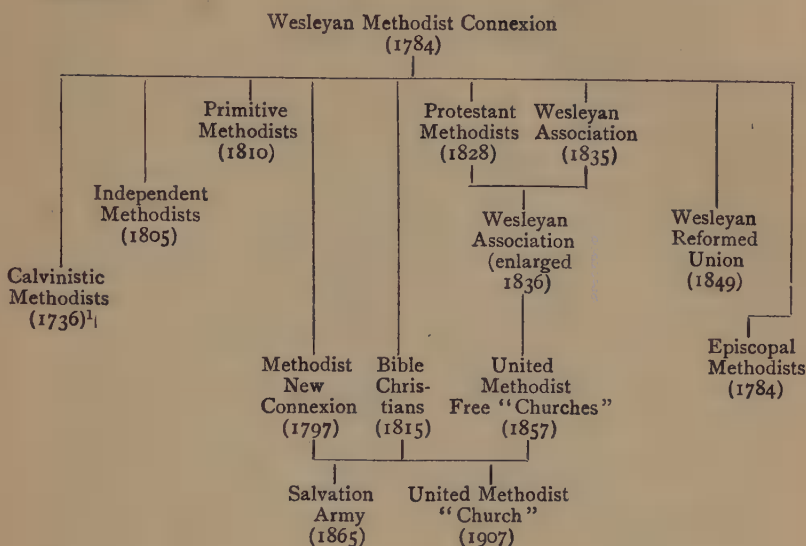 Wesleyan Methodist Connexion
(1784)
Primitive
Methodists
(1810)
Protestant
Methodists
(1828)
Wesleyan
Association
(1835)
Independent
Methodists
(1805)
Wesleyan
Association
(enlarged
1836)
Wesleyan
Reformed
Union
(1849)
Calvinistic
Methodists
(1736)¹
Episcopal
Methodists
(1784)
Methodist
New
Connexion
(1797)
Bible
Chris-
tians
(1815)
United
Methodist
Free "Churches"
(1857)
Salvation
Army
(1865)
United Methodist
"Church"
(1907)